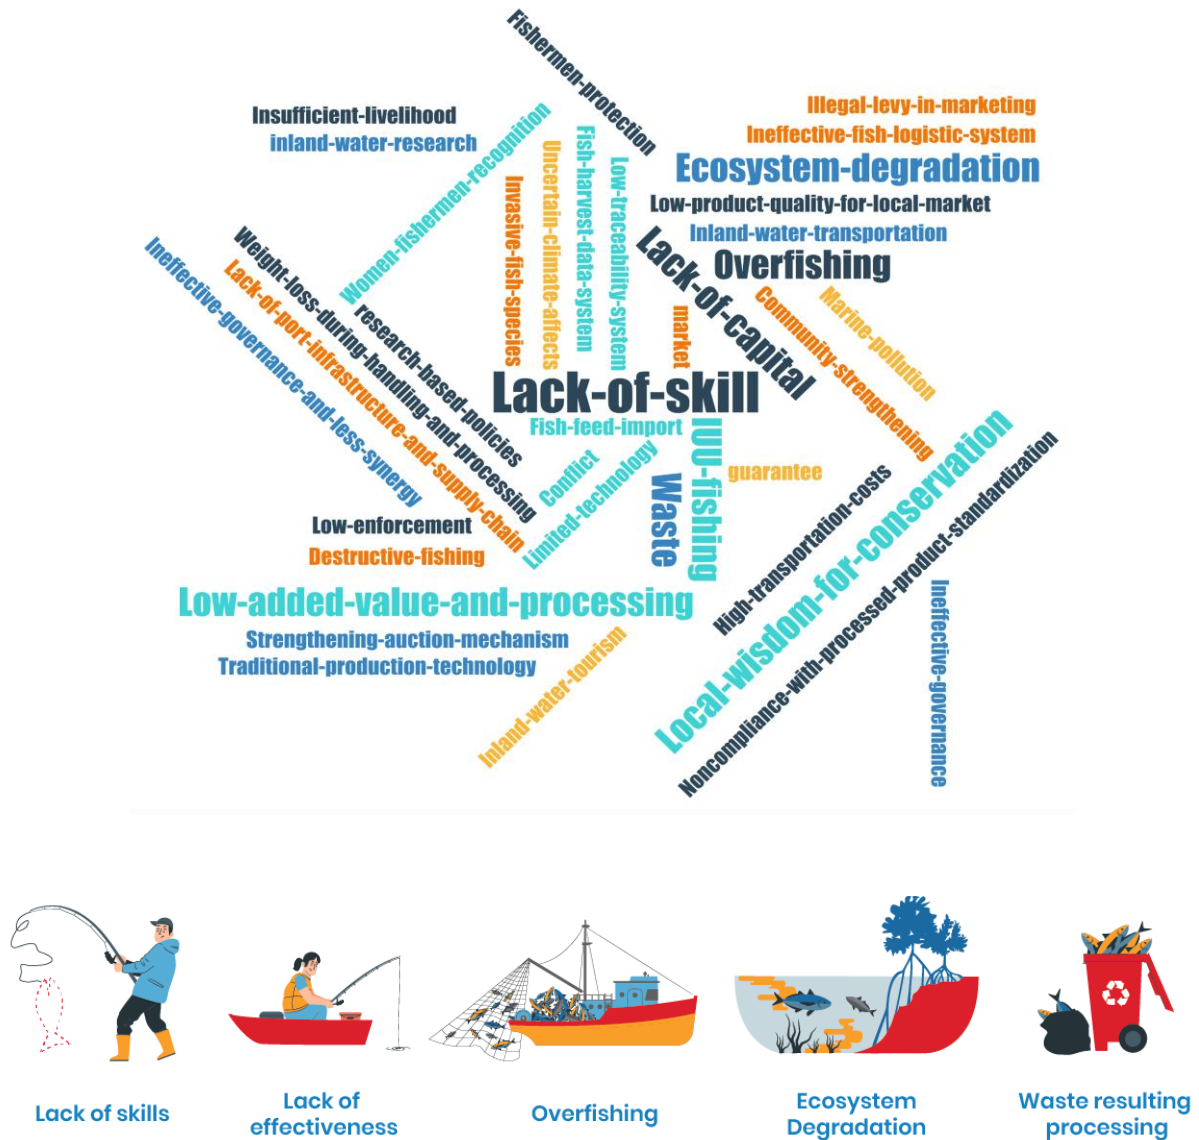 Fishermen-protection
Insufficient-livelihood
inland-water-research
Women-fishermen-recognition
Uncertain-climate-affects
Invasive-fish-species
Fish-harvest-data-system
Low-traceability-system
Illegal-levy-in-marketing
Ineffective-fish-logistic-system
Ecosystem-degradation
Low-product-quality-for-local-market
Inland-water-transportation
Overfishing
Lack-of-capital
market
Community-strengthening
Marine-pollution
Ineffective-governance-and-less-synergy
Lack-of-port-infrastructure-and-supply-chain
Weight-loss-during-handling-and-processing
research-based-policies
Lack-of-skill
Fish-feed-import
IUU-fishing
Waste
guarantee
Conflict
Limited-technology
Low-enforcement
Destructive-fishing
Low-added-value-and-processing
Strengthening-auction-mechanism
Traditional-production-technology
Inland-water-tourism
High-transportation-costs
Local-wisdom-for-conservation
Noncompliance-with-processed-product-standardization
Ineffective-governance
Lack of skills
Lack of
effectiveness
Overfishing
Ecosystem
Degradation
Waste resulting
processing